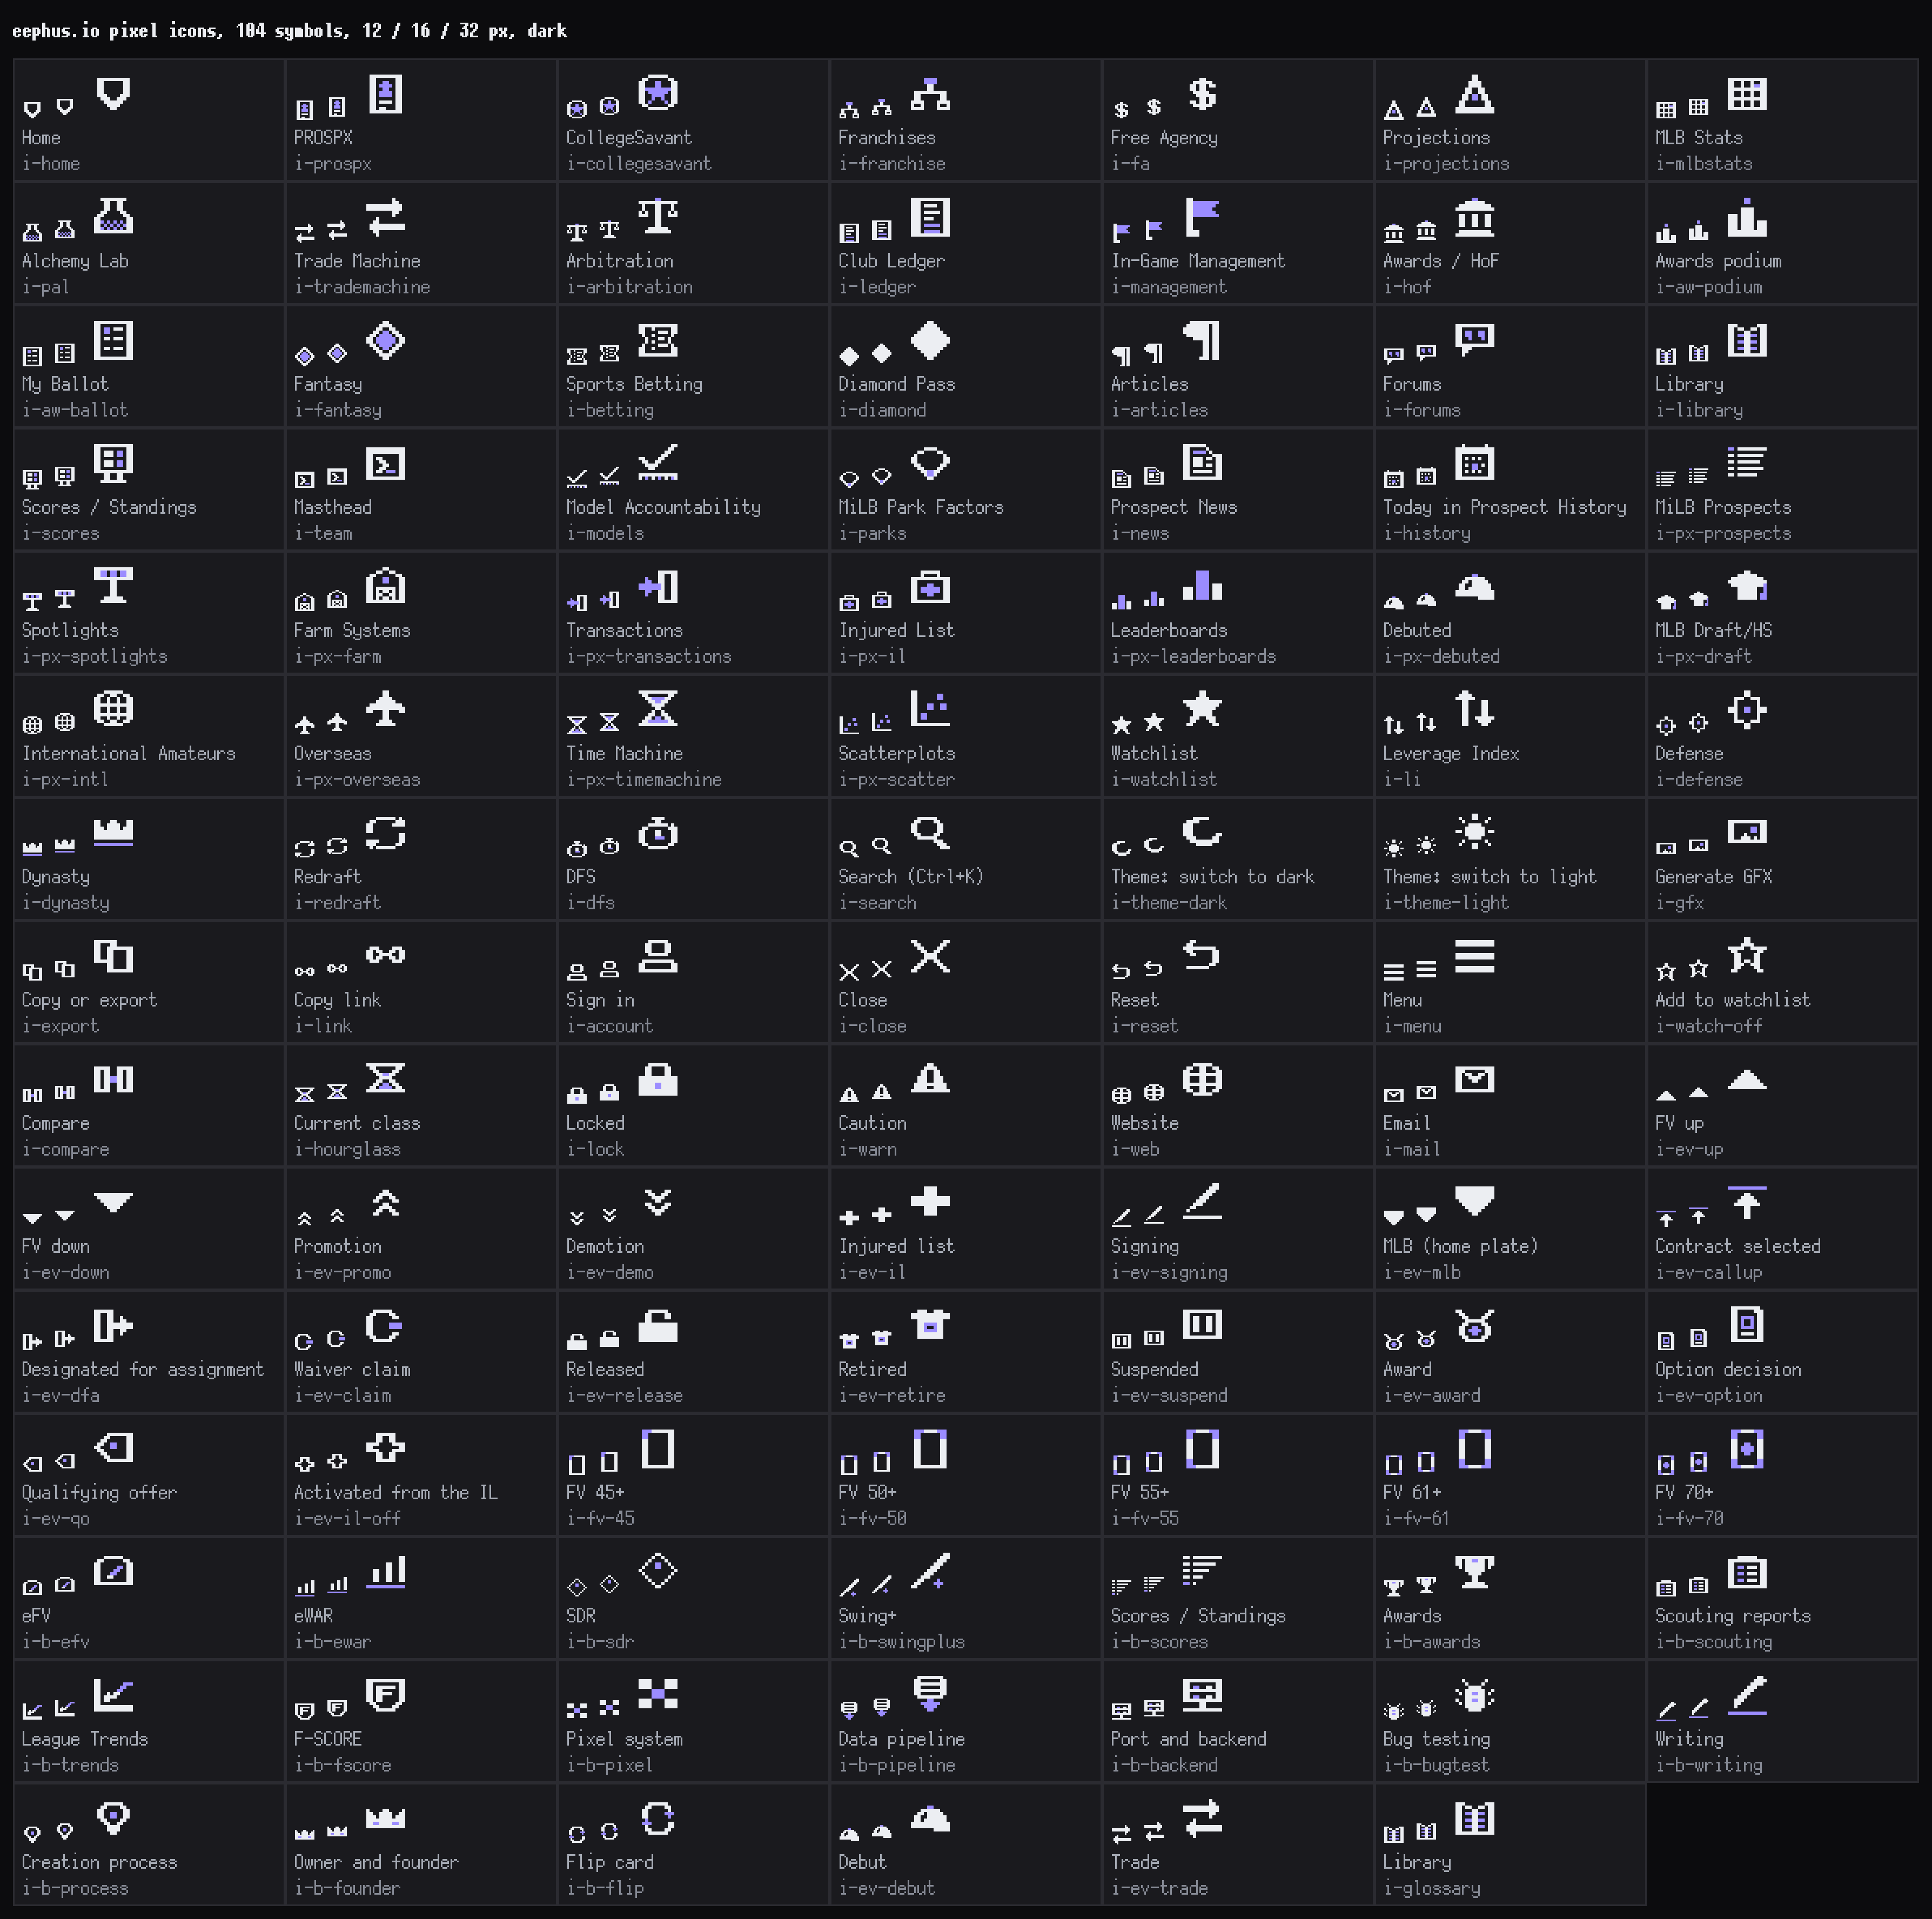 eephus.io pixel icons, 104 symbols, 12 / 16 / 32 px, dark
Home
i-home
PROSPX
i-prospx
CollegeSavant
i-collegesavant
Franchises
i-franchise
Free Agency
i-fa
Projections
i-projections
MLB Stats
i-mlbstats
Alchemy Lab
i-pal
Trade Machine
i-trademachine
Arbitration
i-arbitration
Club Ledger
i-ledger
In-Game Management
i-management
Awards / HoF
i-hof
Awards podium
i-aw-podium
My Ballot
i-aw-ballot
Fantasy
i-fantasy
Sports Betting
i-betting
Diamond Pass
i-diamond
Articles
i-articles
Forums
i-forums
Library
i-library
Scores / Standings
i-scores
Masthead
i-team
Model Accountability
i-models
MiLB Park Factors
i-parks
Prospect News
i-news
Today in Prospect History
i-history
MiLB Prospects
i-px-prospects
Spotlights
i-px-spotlights
Farm Systems
i-px-farm
Transactions
i-px-transactions
Injured List
i-px-il
Leaderboards
i-px-leaderboards
Debuted
i-px-debuted
MLB Draft/HS
i-px-draft
International Amateurs
i-px-intl
Overseas
i-px-overseas
Time Machine
i-px-timemachine
Scatterplots
i-px-scatter
Watchlist
i-watchlist
Leverage Index
i-li
Defense
i-defense
Dynasty
i-dynasty
Redraft
i-redraft
DFS
i-dfs
Search (Ctrl+K)
i-search
Theme: switch to dark
i-theme-dark
Theme: switch to light
i-theme-light
Generate GFX
i-gfx
Copy or export
i-export
Copy link
i-link
Sign in
i-account
Close
i-close
Reset
i-reset
Menu
i-menu
Add to watchlist
i-watch-off
Compare
i-compare
Current class
i-hourglass
Locked
i-lock
Caution
i-warn
Website
i-web
Email
i-mail
FV up
i-ev-up
FV down
i-ev-down
Promotion
i-ev-promo
Demotion
i-ev-demo
Injured list
i-ev-il
Signing
i-ev-signing
MLB (home plate)
i-ev-mlb
Contract selected
i-ev-callup
Designated for assignment
i-ev-dfa
Waiver claim
i-ev-claim
Released
i-ev-release
Retired
i-ev-retire
Suspended
i-ev-suspend
Award
i-ev-award
Option decision
i-ev-option
Qualifying offer
i-ev-qo
Activated from the IL
i-ev-il-off
FV 45+
i-fv-45
FV 50+
i-fv-50
FV 55+
i-fv-55
FV 61+
i-fv-61
FV 70+
i-fv-70
eFV
i-b-efv
eWAR
i-b-ewar
SDR
i-b-sdr
Swing+
i-b-swingplus
Scores / Standings
i-b-scores
Awards
i-b-awards
Scouting reports
i-b-scouting
League Trends
i-b-trends
F-SCORE
i-b-fscore
Pixel system
i-b-pixel
Data pipeline
i-b-pipeline
Port and backend
i-b-backend
Bug testing
i-b-bugtest
Writing
i-b-writing
Creation process
i-b-process
Owner and founder
i-b-founder
Flip card
i-b-flip
Debut
i-ev-debut
Trade
i-ev-trade
Library
i-glossary